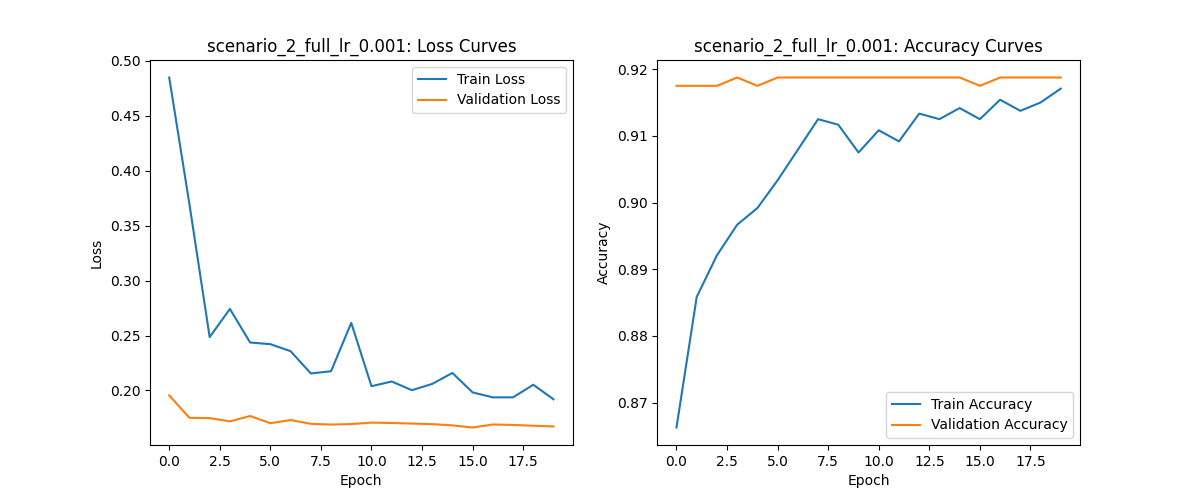 scenario_2_full_lr_0.001: Loss Curves
0.50
0.45
0.40
0.35
0.30
0.25
0.20
Loss
Train Loss
Validation Loss
0.0 2.5 5.0 7.5 10.0 12.5 15.0 17.5
Epoch
scenario_2_full_lr_0.001: Accuracy Curves
0.92
0.91
0.90
0.89
0.88
0.87
Accuracy
Train Accuracy
Validation Accuracy
0.0 2.5 5.0 7.5 10.0 12.5 15.0 17.5
Epoch